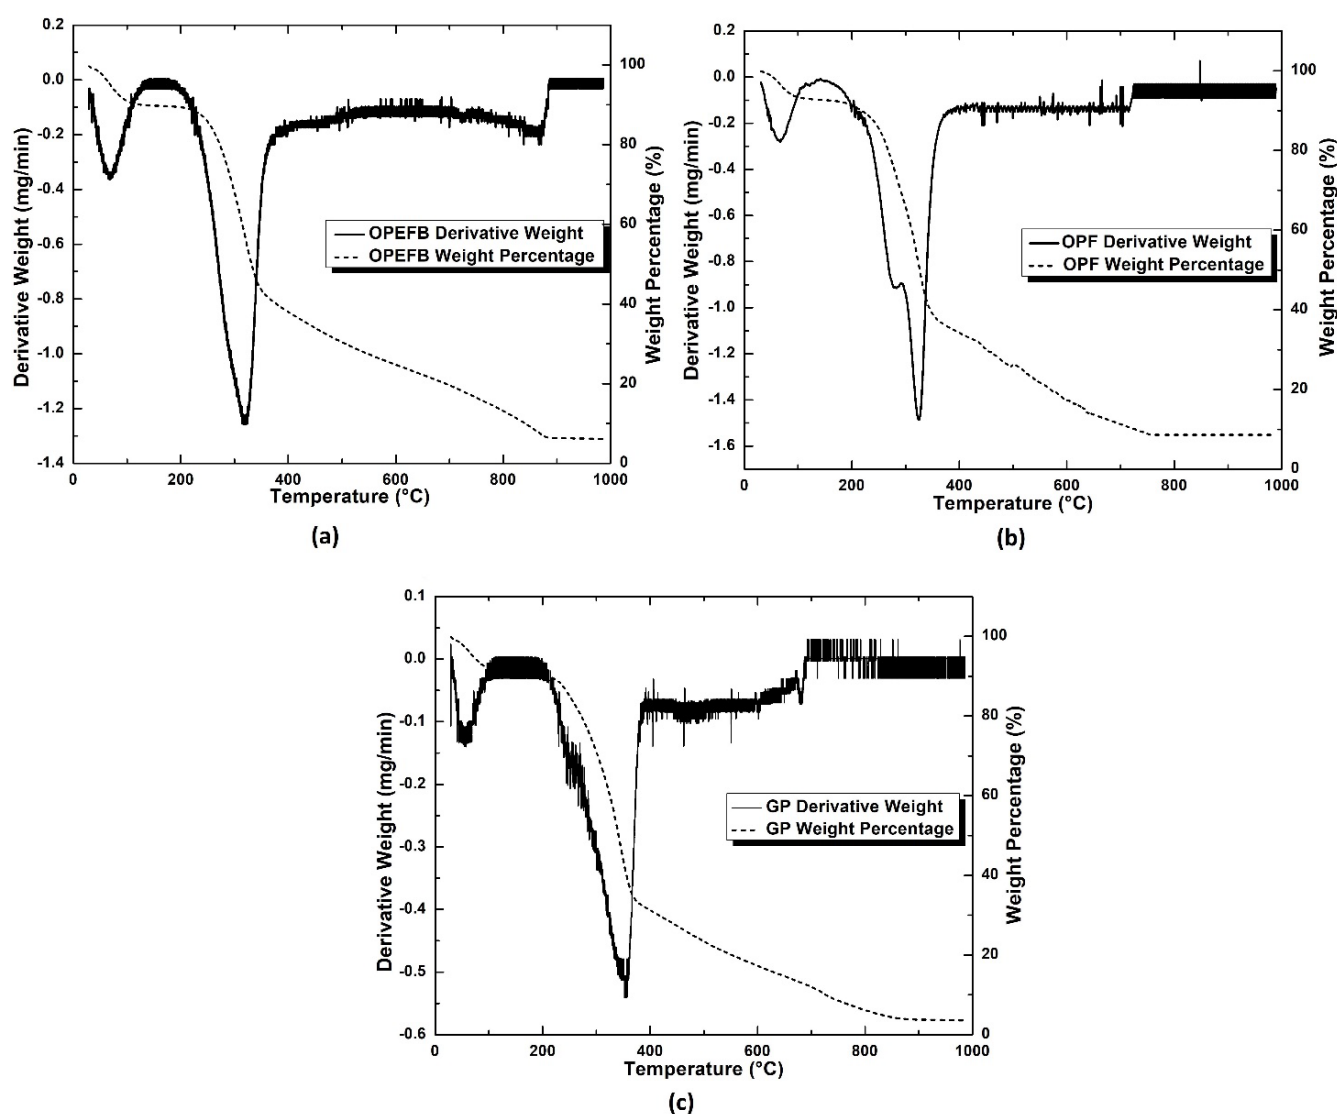 0.2
0.0
-0.2
-0.4
-0.6
-0.8
-1.0
-1.2
-1.4
Derivative Weight (mg/min)
100
80
60
40
20
0
Weight Percentage (%)
OPEFB Derivative Weight
OPEFB Weight Percentage
0 200 400 600 800 1000
Temperature (°C)
(a)
0.2
0.0
-0.2
-0.4
-0.6
-0.8
-1.0
-1.2
-1.4
-1.6
Derivative Weight (mg/min)
100
80
60
40
20
0
Weight Percentage (%)
OPF Derivative Weight
OPF Weight Percentage
0 200 400 600 800 1000
Temperature (°C)
(b)
0.1
0.0
-0.1
-0.2
-0.3
-0.4
-0.5
-0.6
Derivative Weight (mg/min)
100
80
60
40
20
0
Weight Percentage (%)
GP Derivative Weight
GP Weight Percentage
0 200 400 600 800 1000
Temperature (°C)
(c)